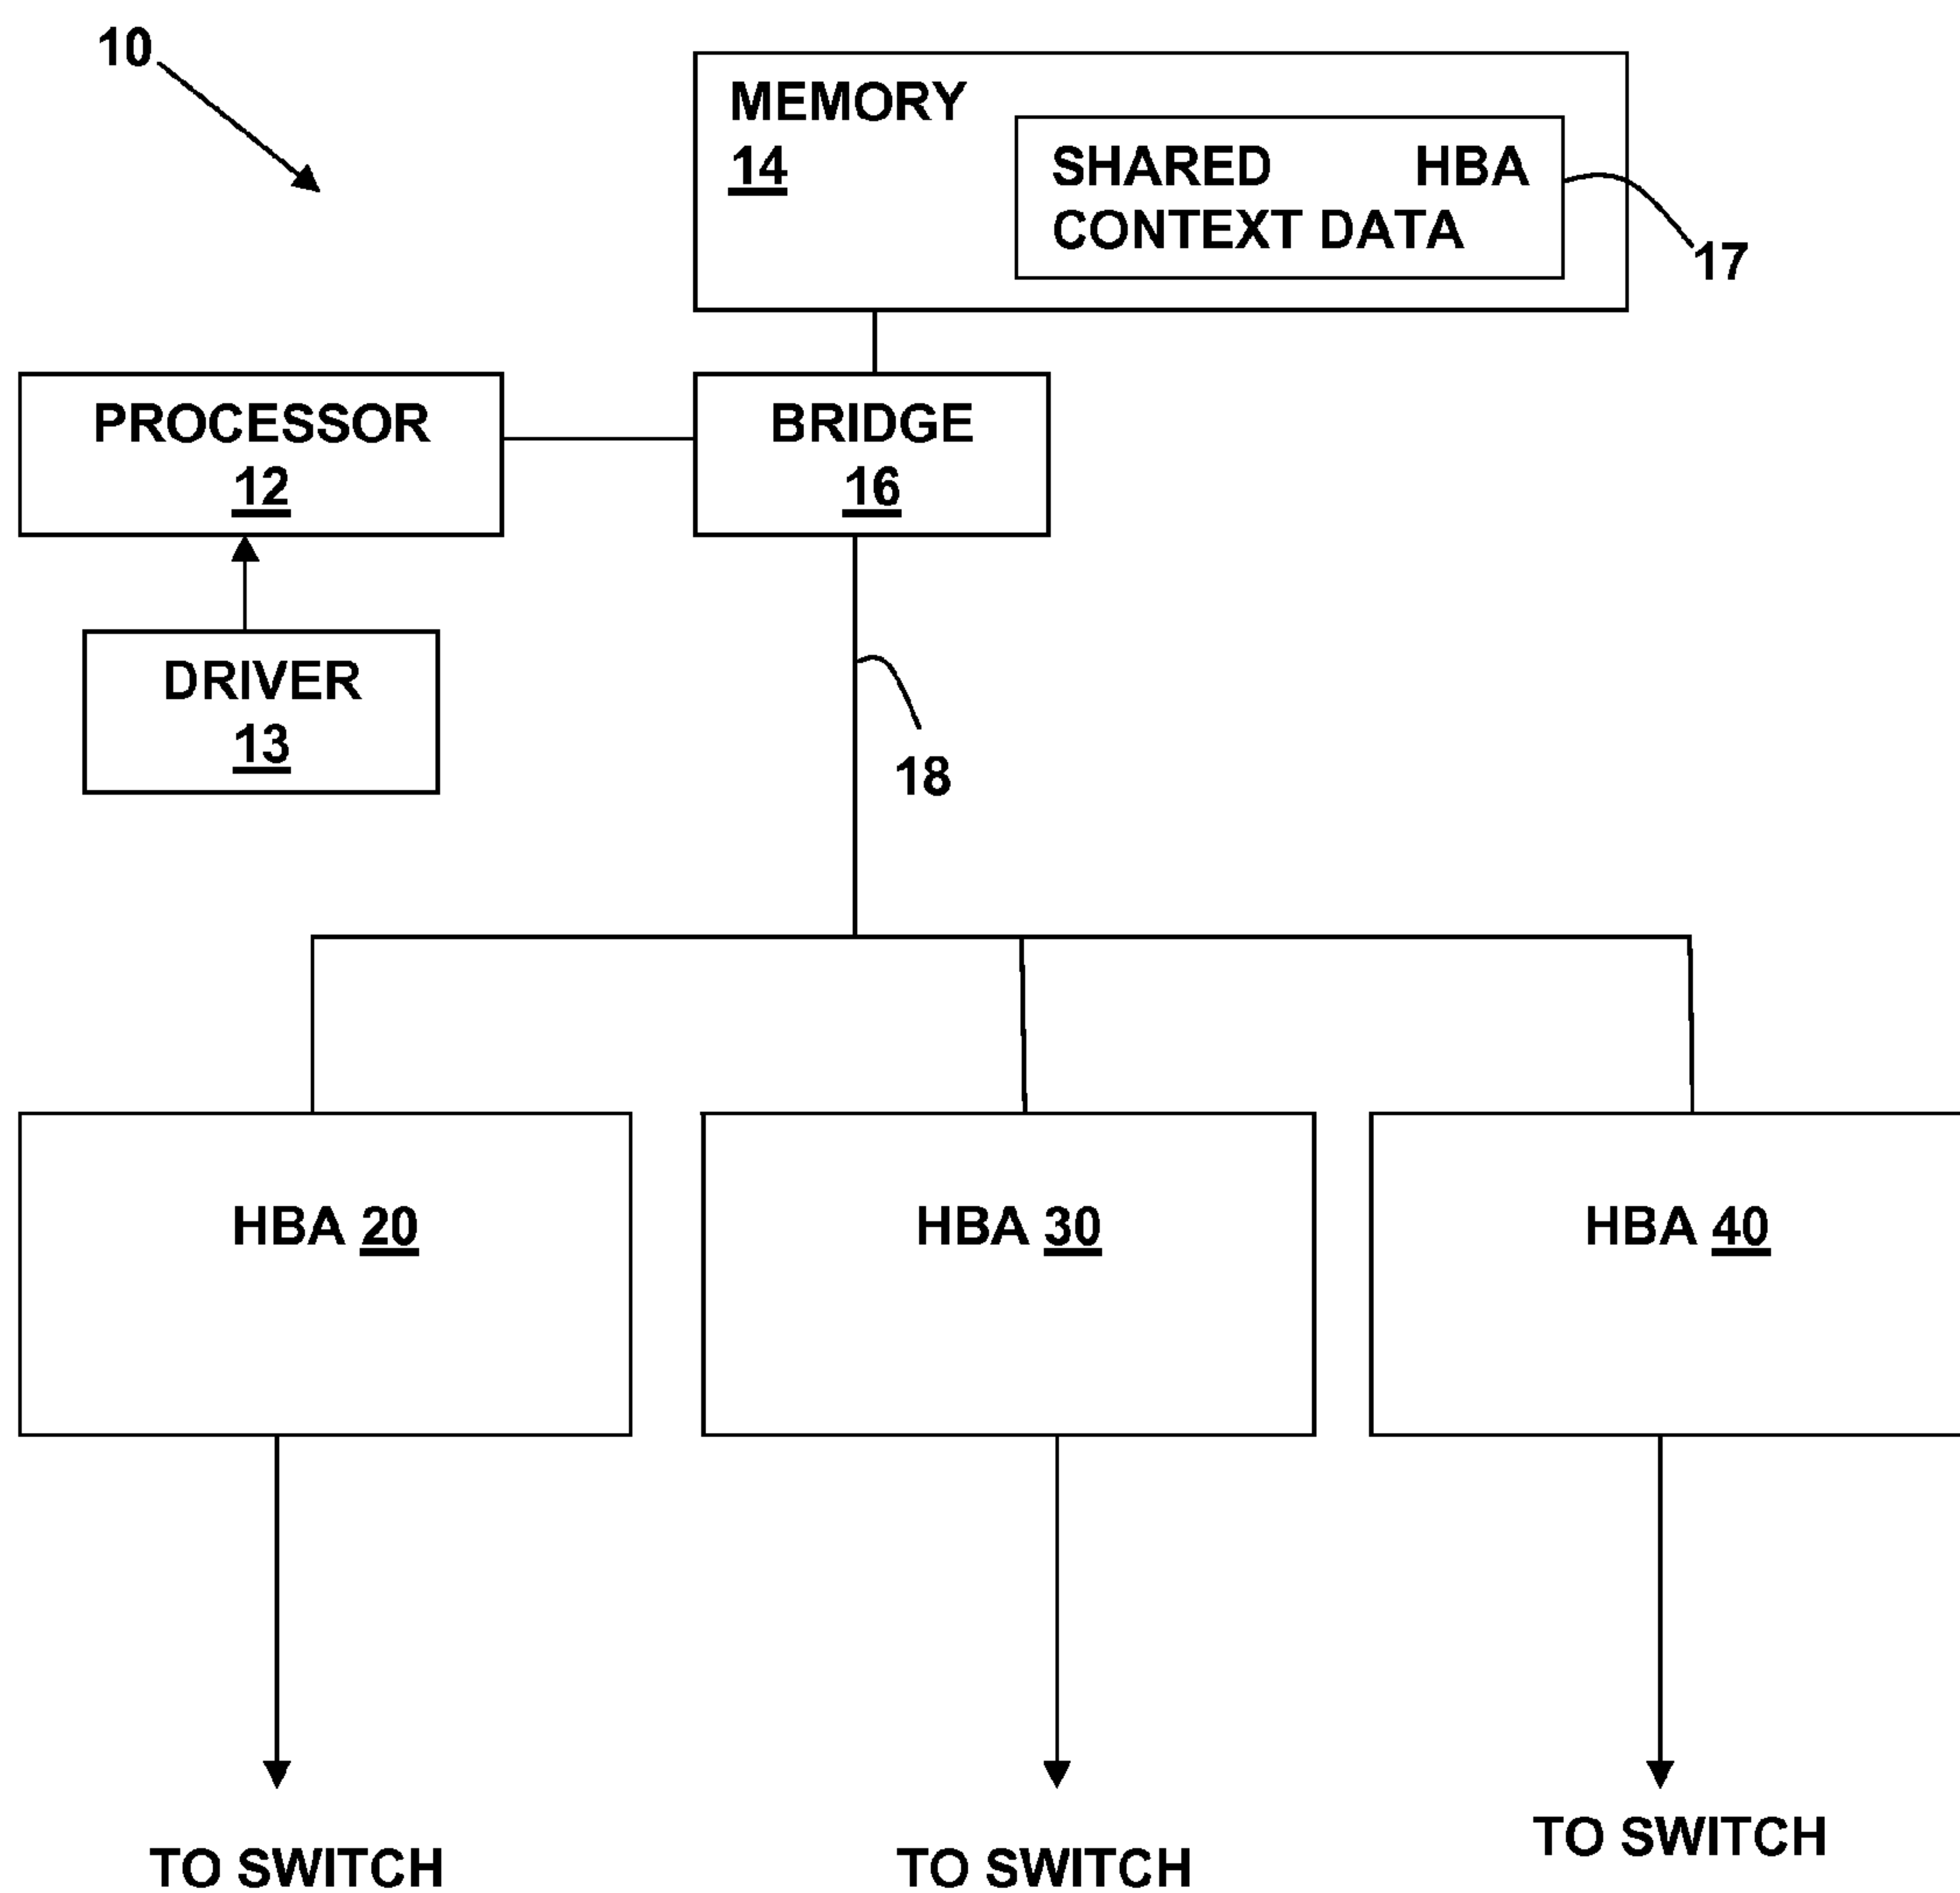 10
MEMORY
14
SHARED HBA
CONTEXT DATA
17
PROCESSOR
12
BRIDGE
16
DRIVER
13
18
HBA 20
HBA 30
HBA 40
TO SWITCH
TO SWITCH
TO SWITCH